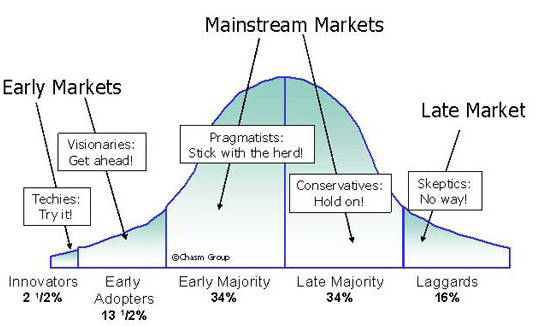 Mainstream Markets
Early Markets
Late Market
Visionaries:
Get ahead!
Pragmatists:
Stick with the herd!
Techies:
Try it!
Conservatives:
Hold on!
Skeptics:
No way!
©Chasm Group
Innovators
2 1/2%
Early
Adopters
13 1/2%
Early Majority
34%
Late Majority
34%
Laggards
16%